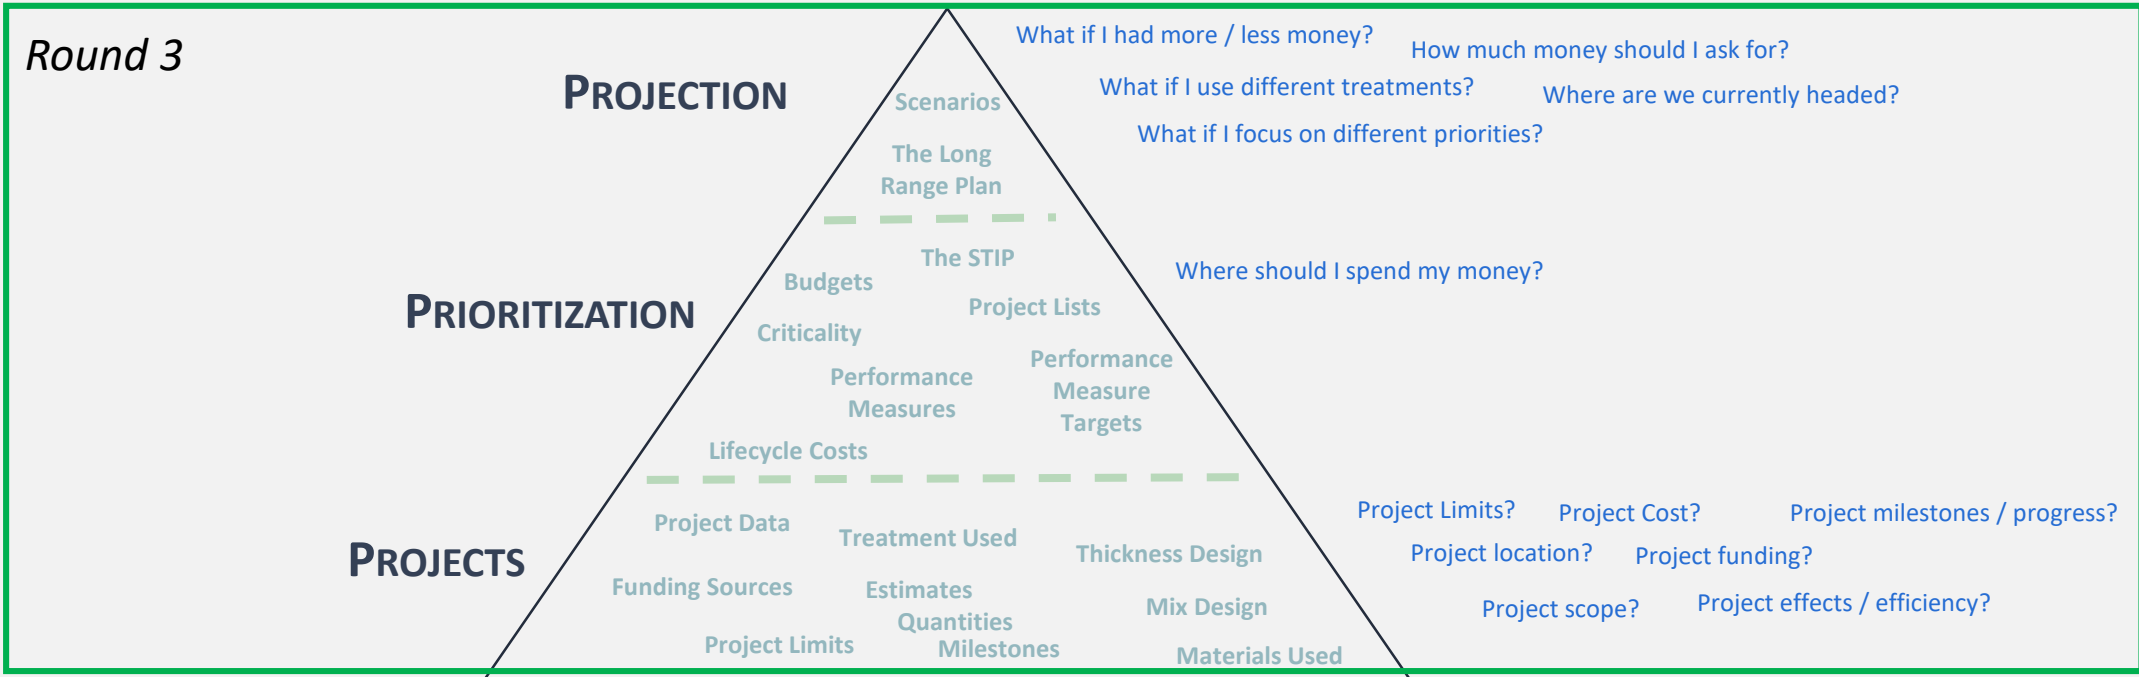 Round 3
PROJECTION
Scenarios
The Long
Range Plan
What if I had more / less money?
How much money should I ask for?
What if I use different treatments?
Where are we currently headed?
What if I focus on different priorities?
PRIORITIZATION
The STIP
Budgets
Project Lists
Criticality
Performance
Measures
Performance
Measure
Targets
Lifecycle Costs
Where should I spend my money?
PROJECTS
Project Data
Treatment Used
Thickness Design
Funding Sources
Estimates
Quantities
Mix Design
Project Limits
Milestones
Materials Used
Project Limits?
Project Cost?
Project milestones / progress?
Project location?
Project funding?
Project scope?
Project effects / efficiency?